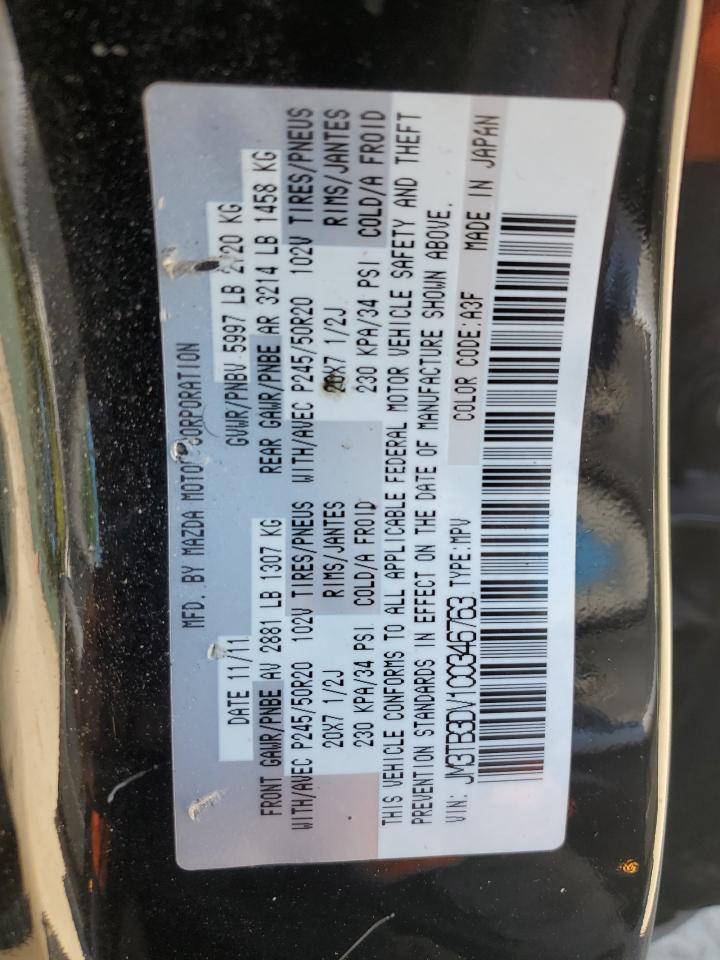 MFD. BY MAZDA MOTOR CORPORATION
DATE 11/11 GVWR/PNBV 5997 LB 2720 KG
FRONT GAWR/PNBE AV 2881 LB 1307 KG REAR GAWR/PNBE AR 3214 LB 1458 KG
WITH/AVEC P245/50R20 102V TIRES/PNEUS WITH/AVEC P245/50R20 102V TIRES/PNEUS
20X7 1/2J RIMS/JANTES 20X7 1/2J RIMS/JANTES
230 KPA/34 PSI COLD/A FROID 230 KPA/34 PSI COLD/A FROID
THIS VEHICLE CONFORMS TO ALL APPLICABLE FEDERAL MOTOR VEHICLE SAFETY AND THEFT
PREVENTION STANDARDS IN EFFECT ON THE DATE OF MANUFACTURE SHOWN ABOVE.
VIN: JM3TB3DV1C0346763 TYPE:MPV COLOR CODE:A3F MADE IN JAPAN